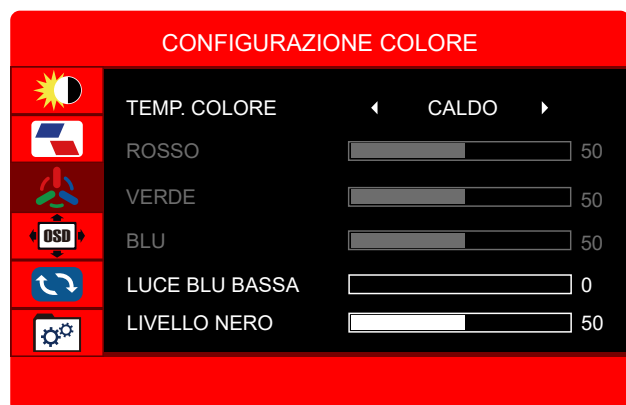 CONFIGURAZIONE COLORE
TEMP. COLORE CALDO
ROSSO 50
VERDE 50
BLU 50
OSD
LUCE BLU BASSA 0
LIVELLO NERO 50